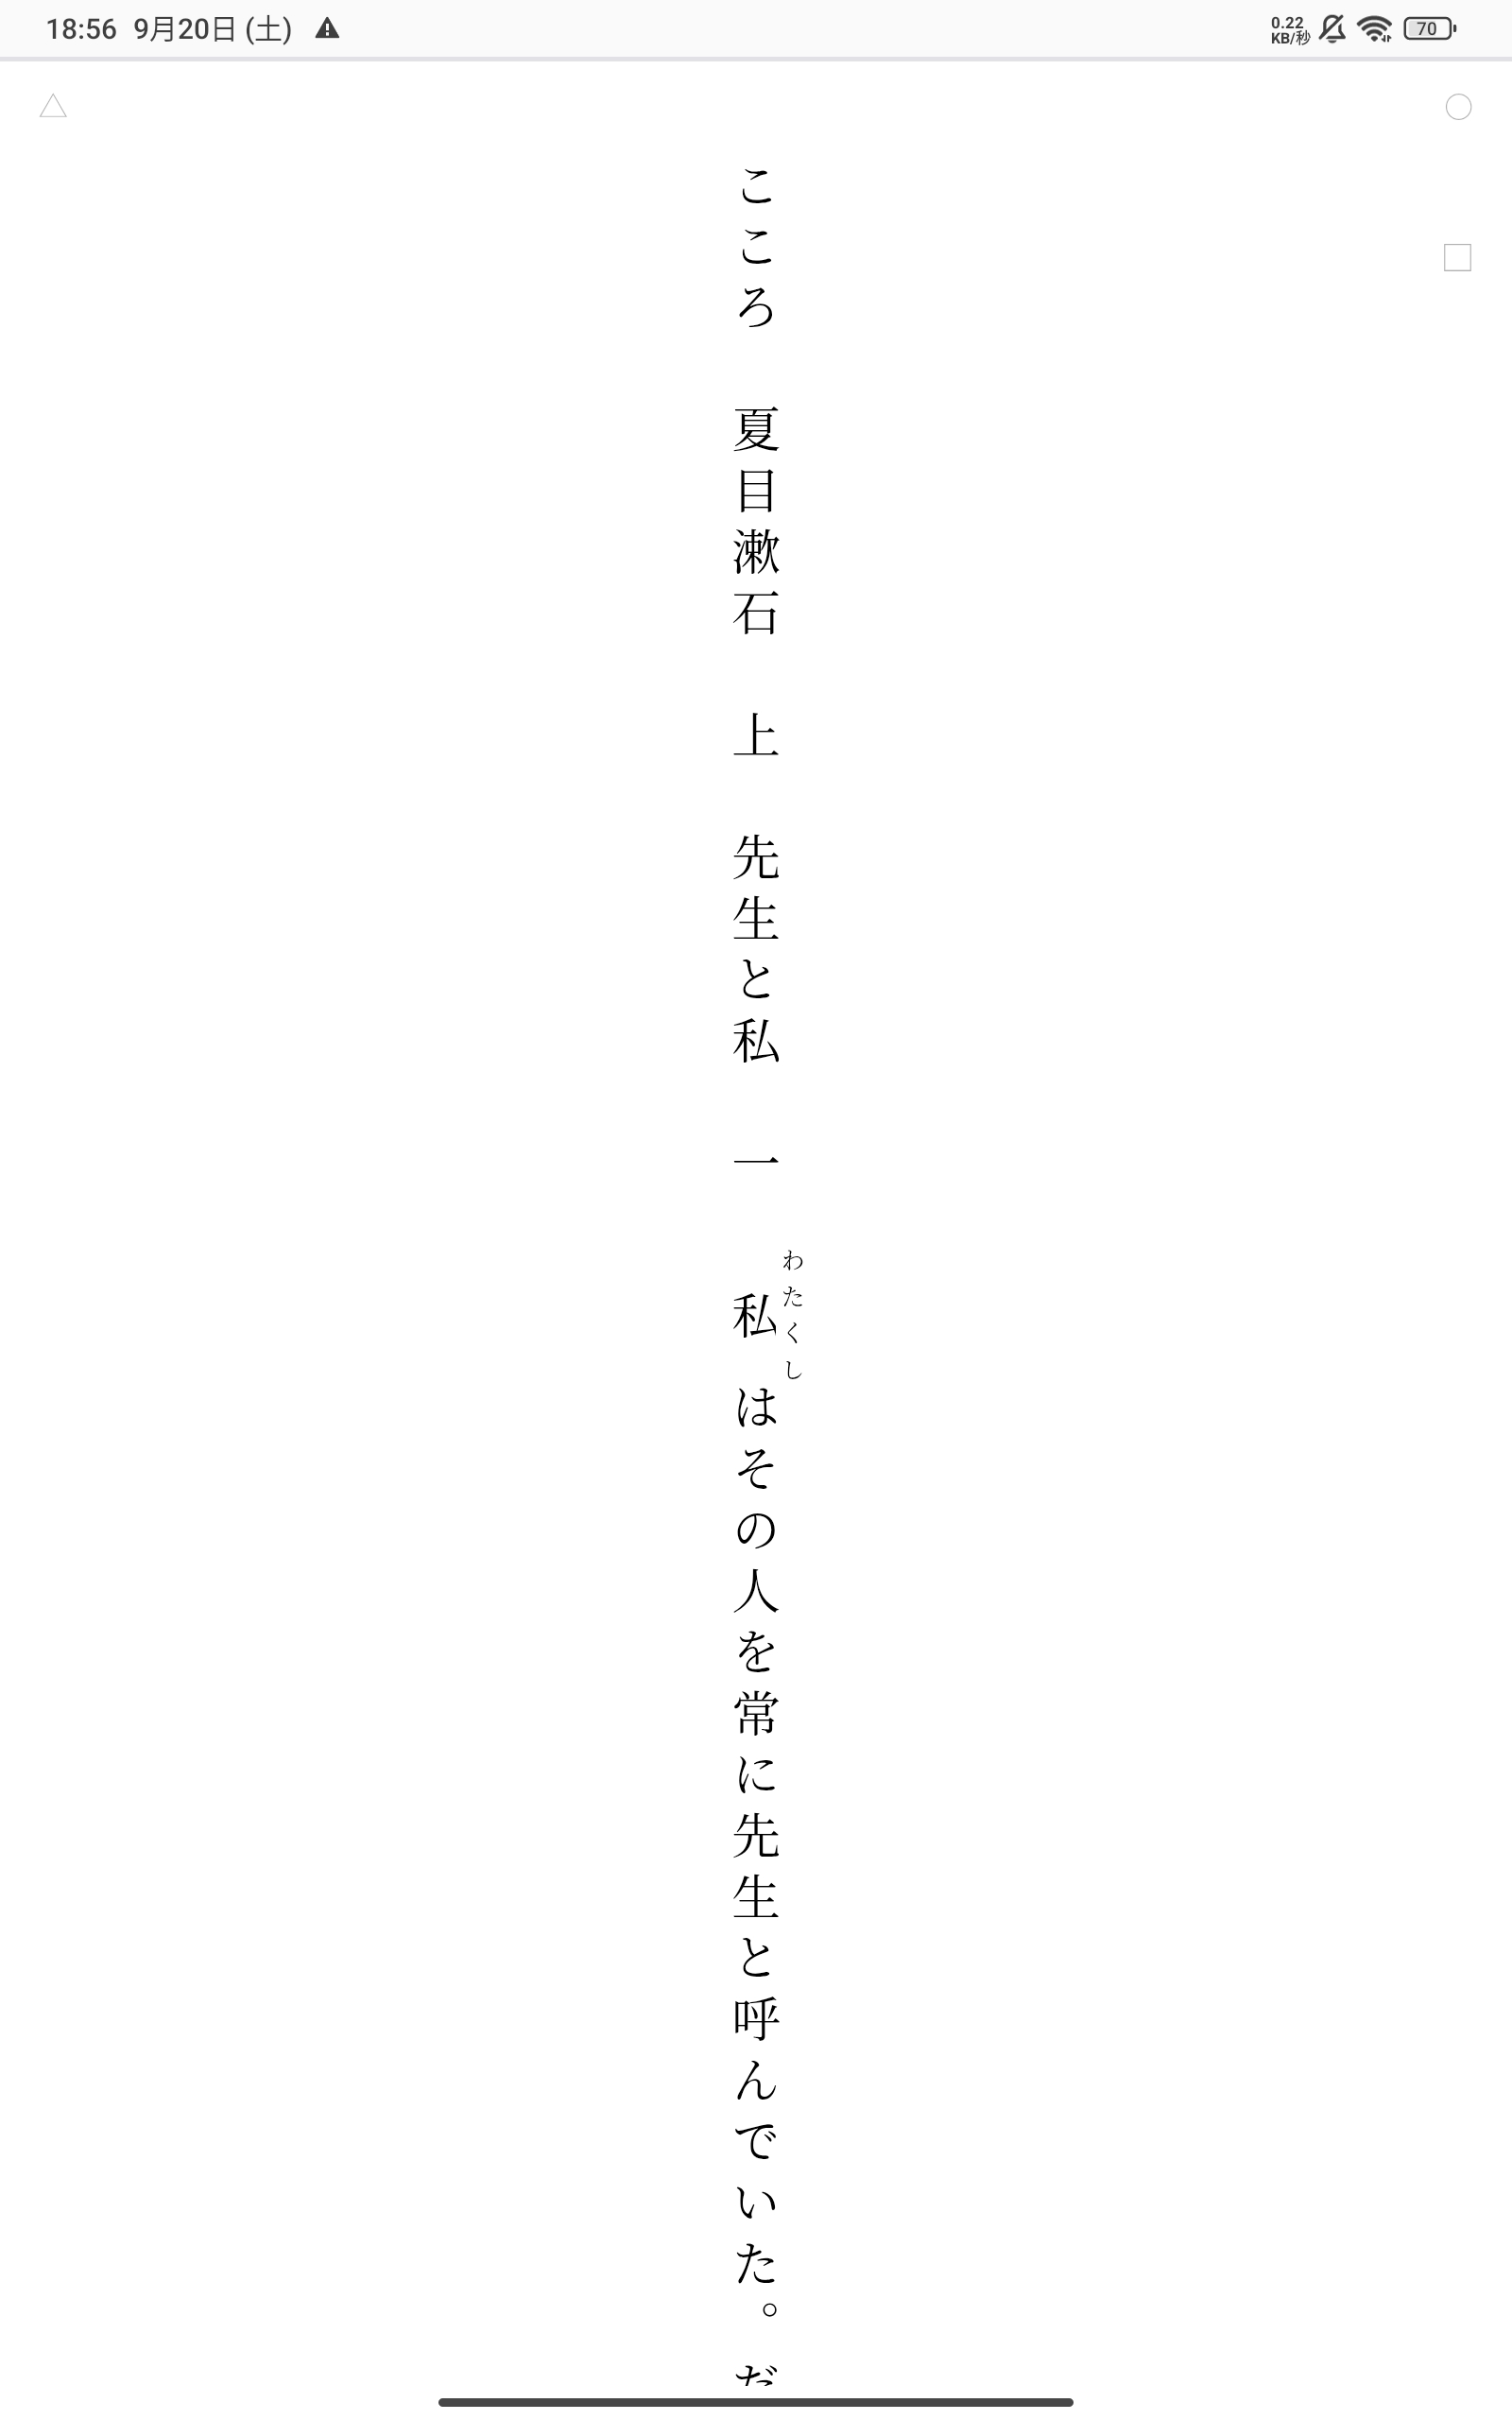 18:56 9月20日 (土)
0.22
KB/秒
70
こころ　夏目漱石　上　先生と私　一　私はその人を常に先生と呼んでいた。だ
わたくし